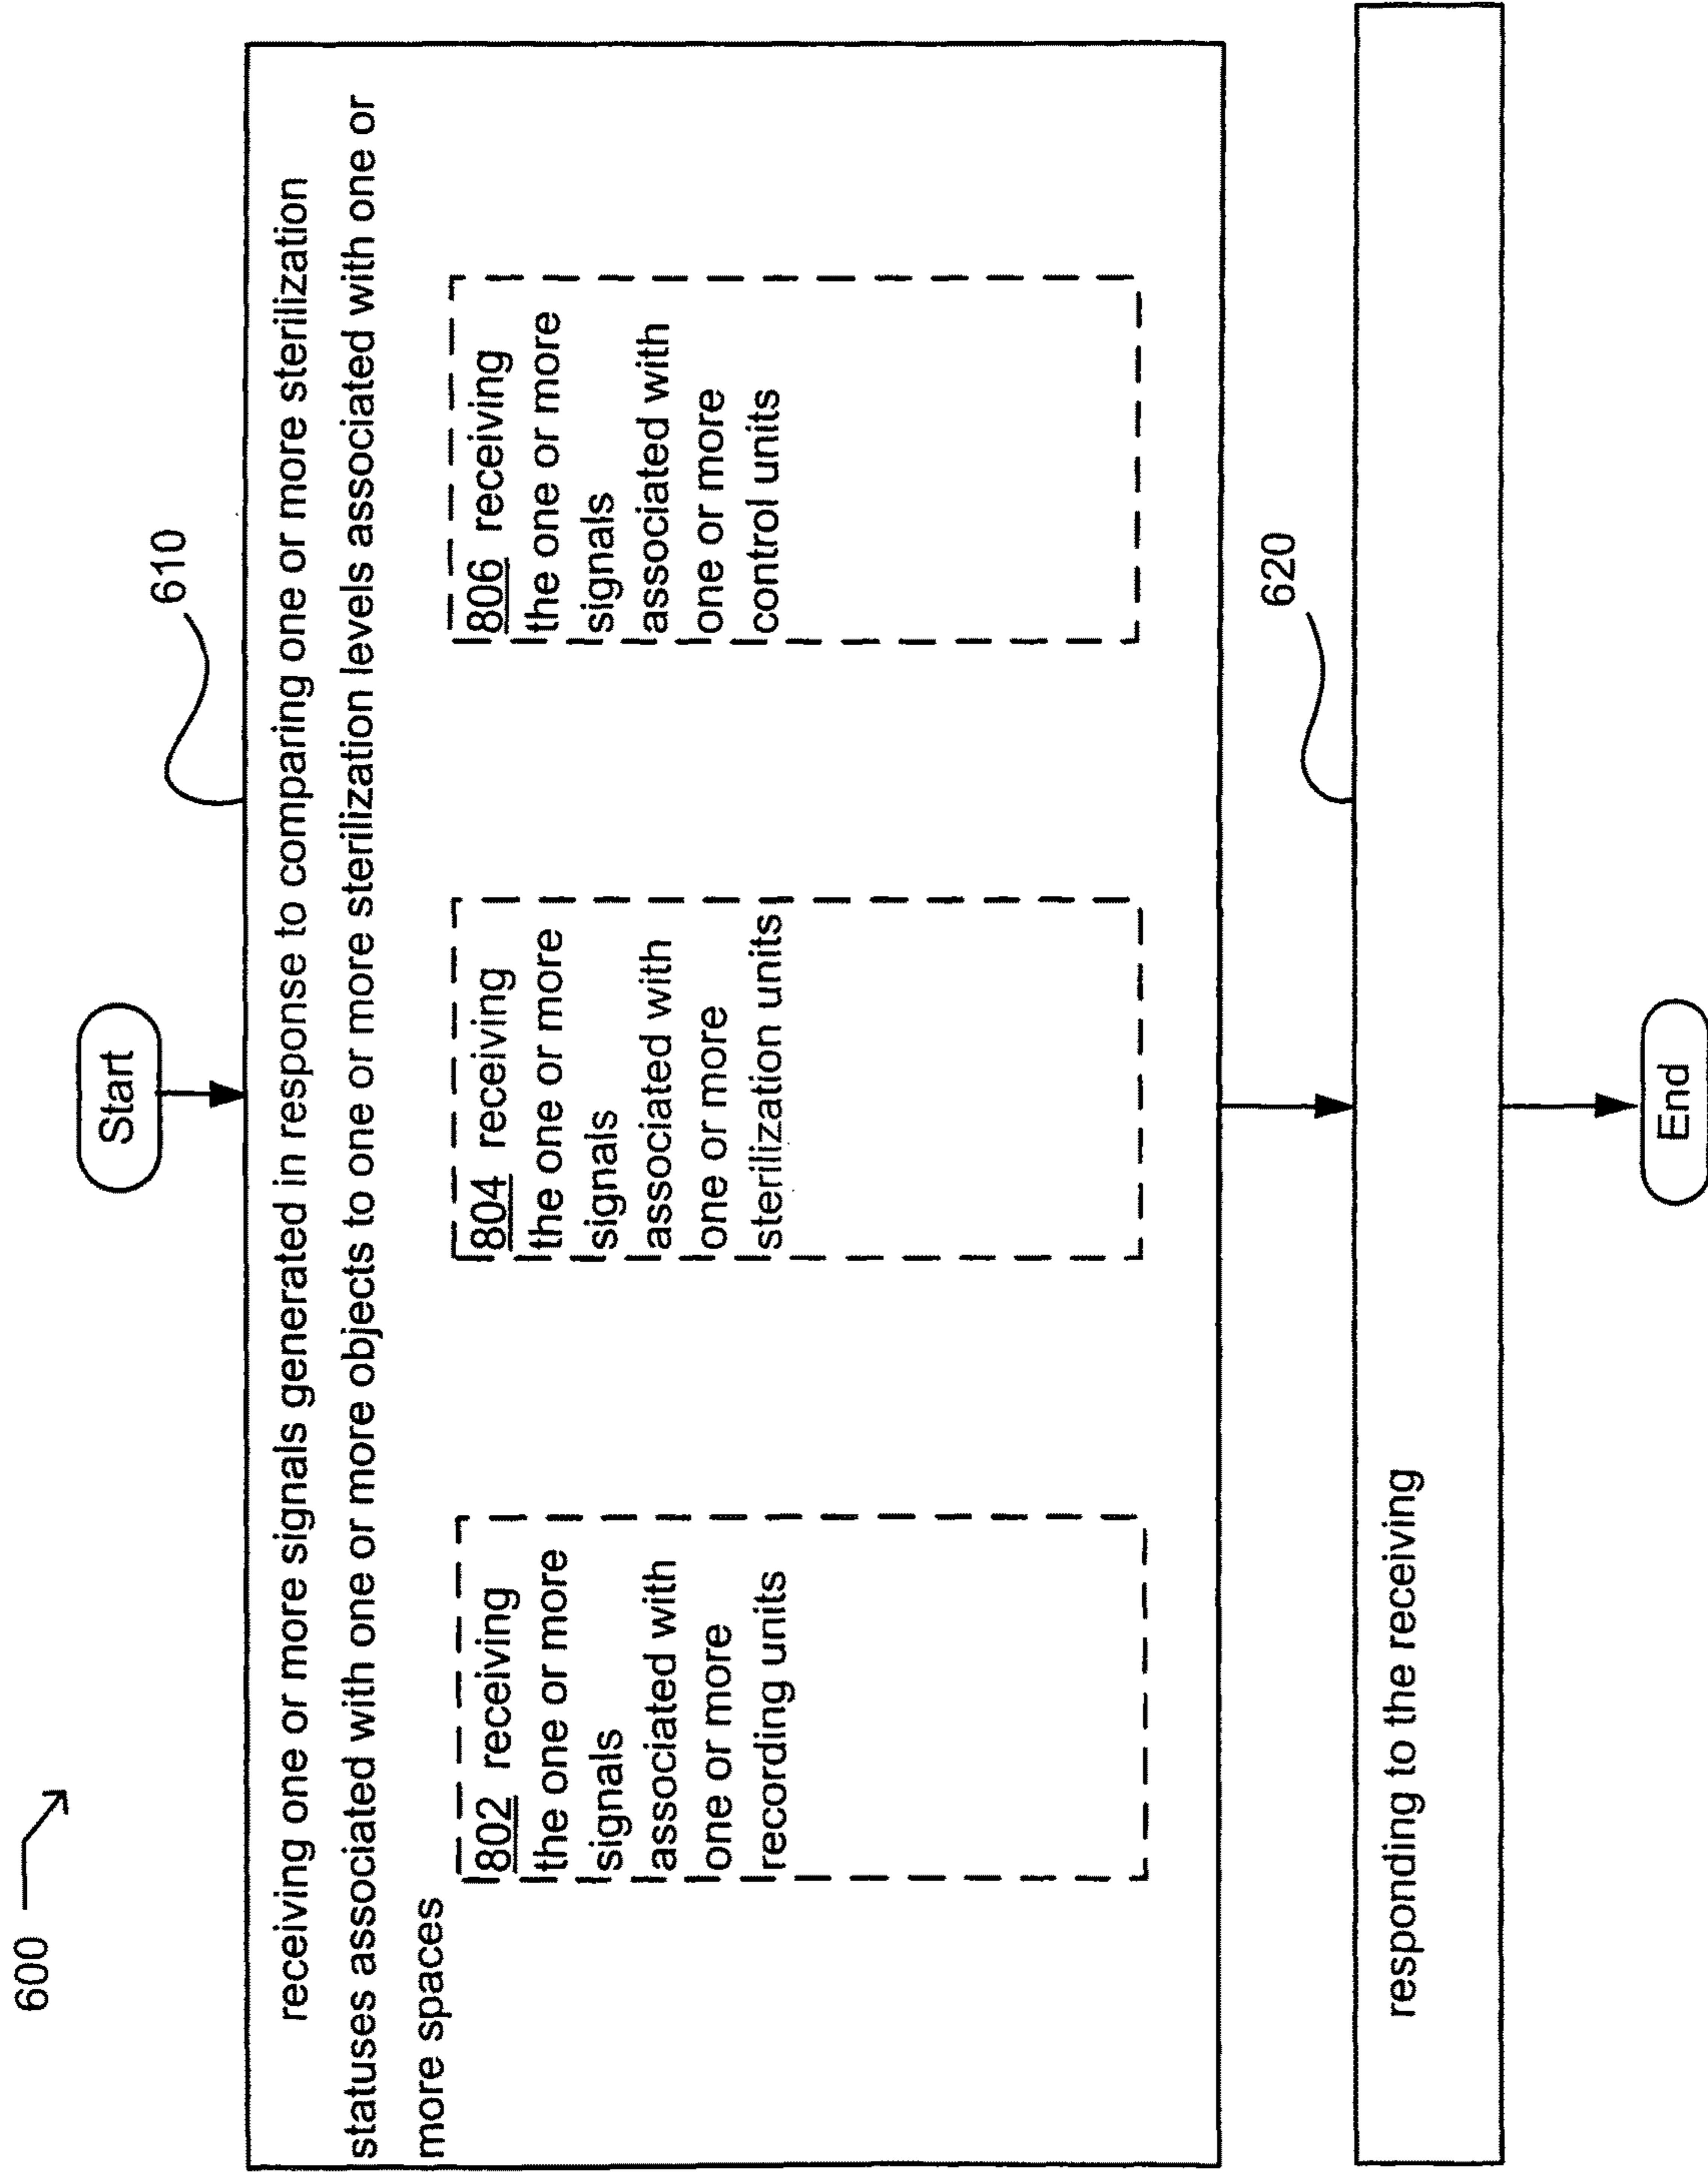 600
Start
610
receiving one or more signals generated in response to comparing one or more sterilization
statuses associated with one or more objects to one or more sterilization levels associated with one or
more spaces
802 receiving
the one or more
signals
associated with
one or more
recording units
804 receiving
the one or more
signals
associated with
one or more
sterilization units
806 receiving
the one or more
signals
associated with
one or more
control units
620
responding to the receiving
End